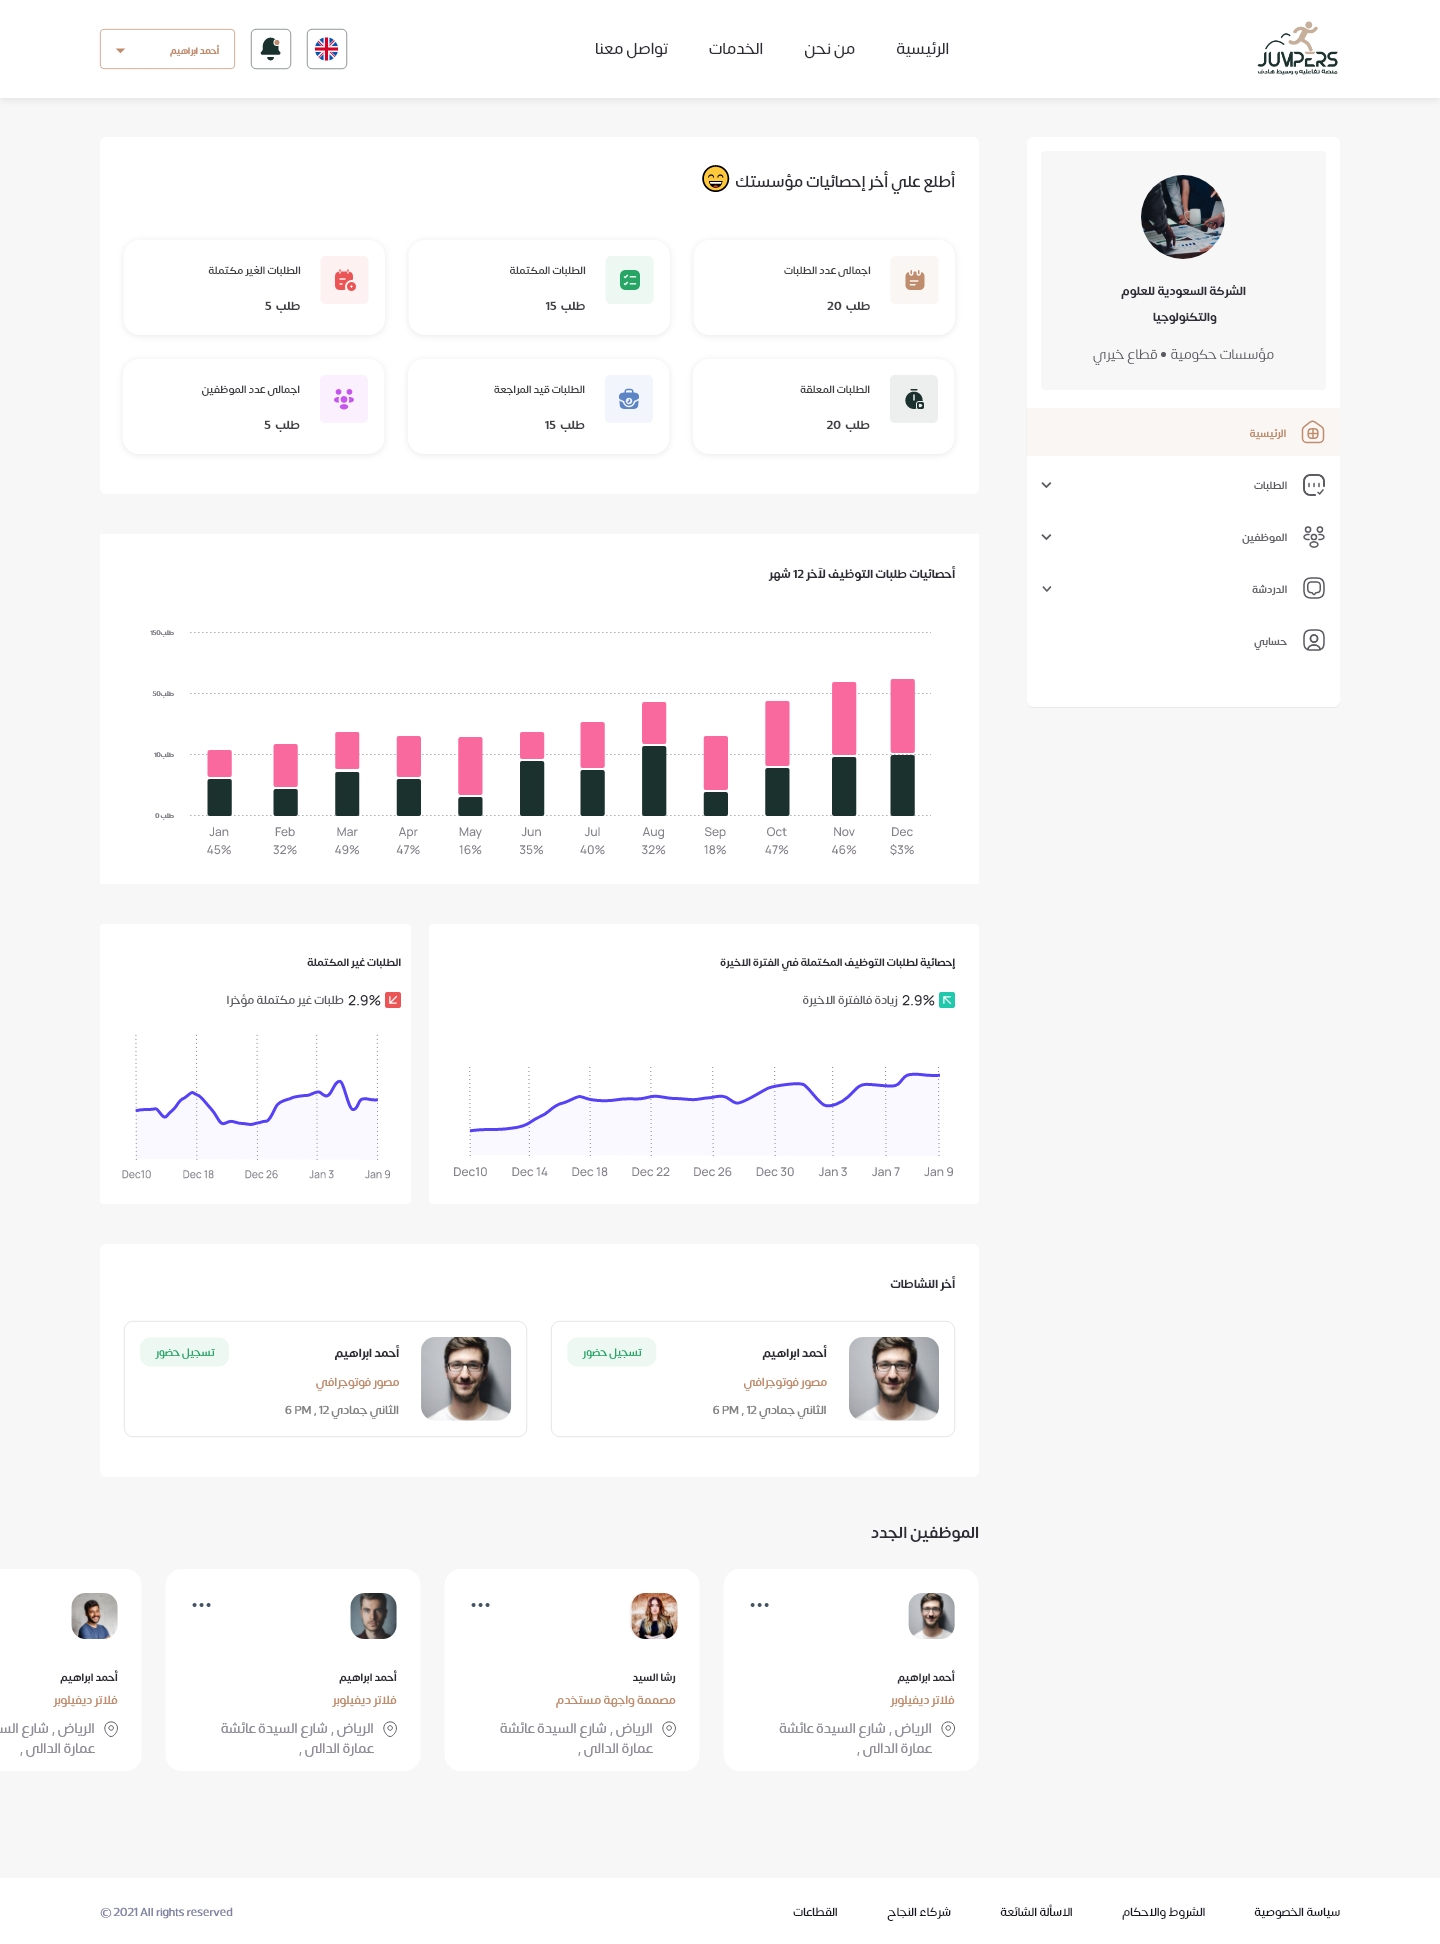 JUMPERS
منصة تفاعلية و وسيط هادف
الرئيسية
من نحن
الخدمات
تواصل معنا
أحمد ابراهيم
الشركة السعودية للعلوم
والتكنولوجيا
مؤسسات حكومية • قطاع خيري
الرئيسية
الطلبات
الموظفين
الدردشة
حسابي
أطلع علي أخر إحصائيات مؤسستك 😄
اجمالى عدد الطلبات
20 طلب
الطلبات المكتملة
15 طلب
الطلبات الغير مكتملة
5 طلب
الطلبات المعلقة
20 طلب
الطلبات قيد المراجعة
15 طلب
اجمالى عدد الموظفين
5 طلب
أحصائيات طلبات التوظيف لآخر 12 شهر
150طلب
50طلب
10طلب
0 طلب
Jan Feb Mar Apr May Jun Jul Aug Sep Oct Nov Dec
45% 32% 49% 47% 16% 35% 40% 32% 18% 47% 46% $3%
إحصائية لطلبات التوظيف المكتملة في الفترة الاخيرة
2.9% زيادة فالفترة الاخيرة
Dec10 Dec 14 Dec 18 Dec 22 Dec 26 Dec 30 Jan 3 Jan 7 Jan 9
الطلبات غير المكتملة
2.9% طلبات غير مكتملة مؤخرا
Dec10 Dec 18 Dec 26 Jan 3 Jan 9
أخر النشاطات
أحمد ابراهيم
تسجيل حضور
مصور فوتوجرافي
الثاني جمادي 12 , 6 PM
أحمد ابراهيم
تسجيل حضور
مصور فوتوجرافي
الثاني جمادي 12 , 6 PM
الموظفين الجدد
أحمد ابراهيم
فلاتر ديفيلوبر
الرياض , شارع السيدة عائشة
عمارة الدالى ,
رشا السيد
مصممة واجهة مستخدم
الرياض , شارع السيدة عائشة
عمارة الدالى ,
أحمد ابراهيم
فلاتر ديفيلوبر
الرياض , شارع السيدة عائشة
عمارة الدالى ,
أحمد ابراهيم
فلاتر ديفيلوبر
الرياض , شارع
عمارة الدالى ,
سياسة الخصوصية
الشروط والاحكام
الاسألة الشائعة
شركاء النجاح
القطاعات
© 2021 All rights reserved